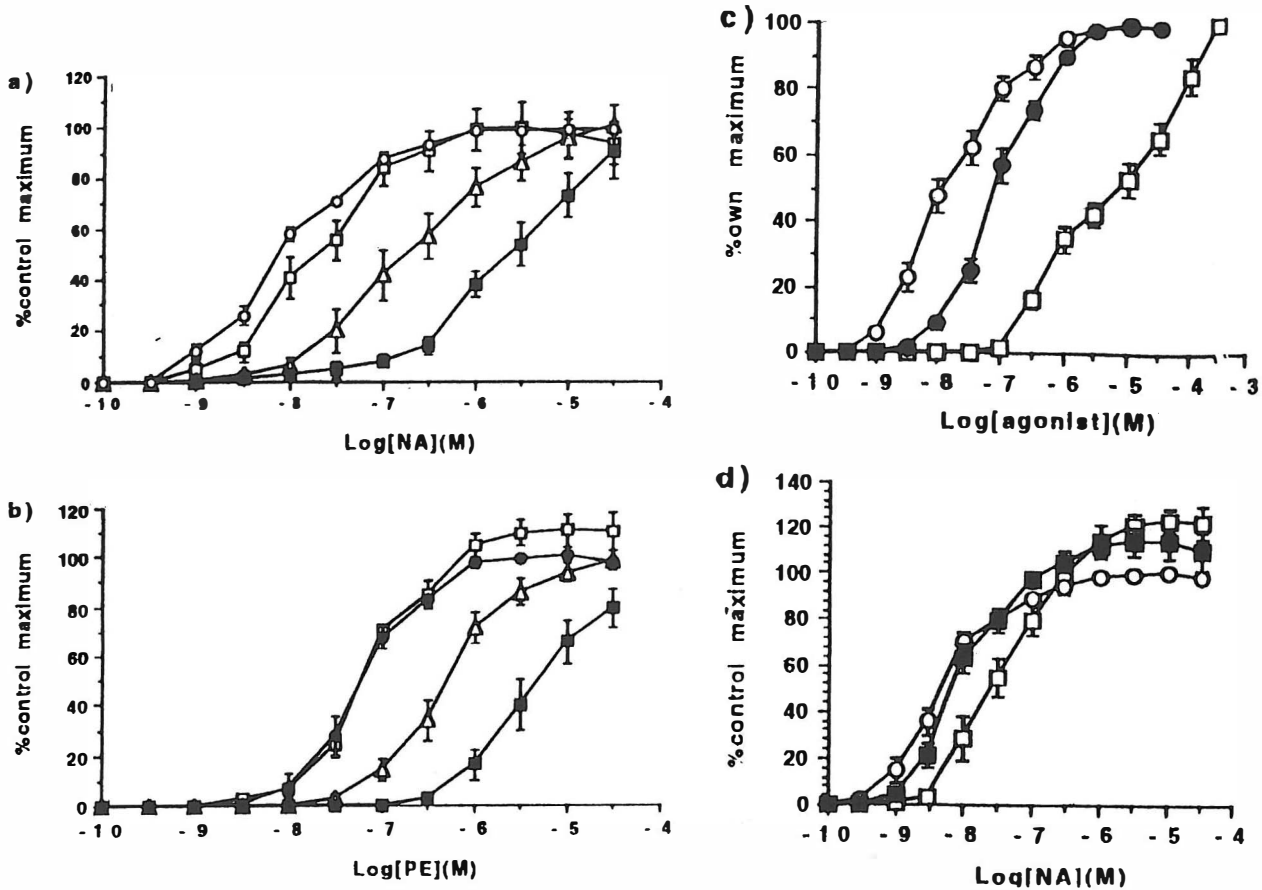 a)
%control maximum
120
100
80
60
40
20
0
-10 -9 -8 -7 -6 -5 -4
Log[NA](M)
b)
%control maximum
120
100
80
60
40
20
0
-10 -9 -8 -7 -6 -5 -4
Log[PE](M)
c)
%own maximum
100
80
60
40
20
0
-10 -9 -8 -7 -6 -5 -4 -3
Log[agonist](M)
d)
%control maximum
140
120
100
80
60
40
20
0
-10 -9 -8 -7 -6 -5 -4
Log[NA](M)